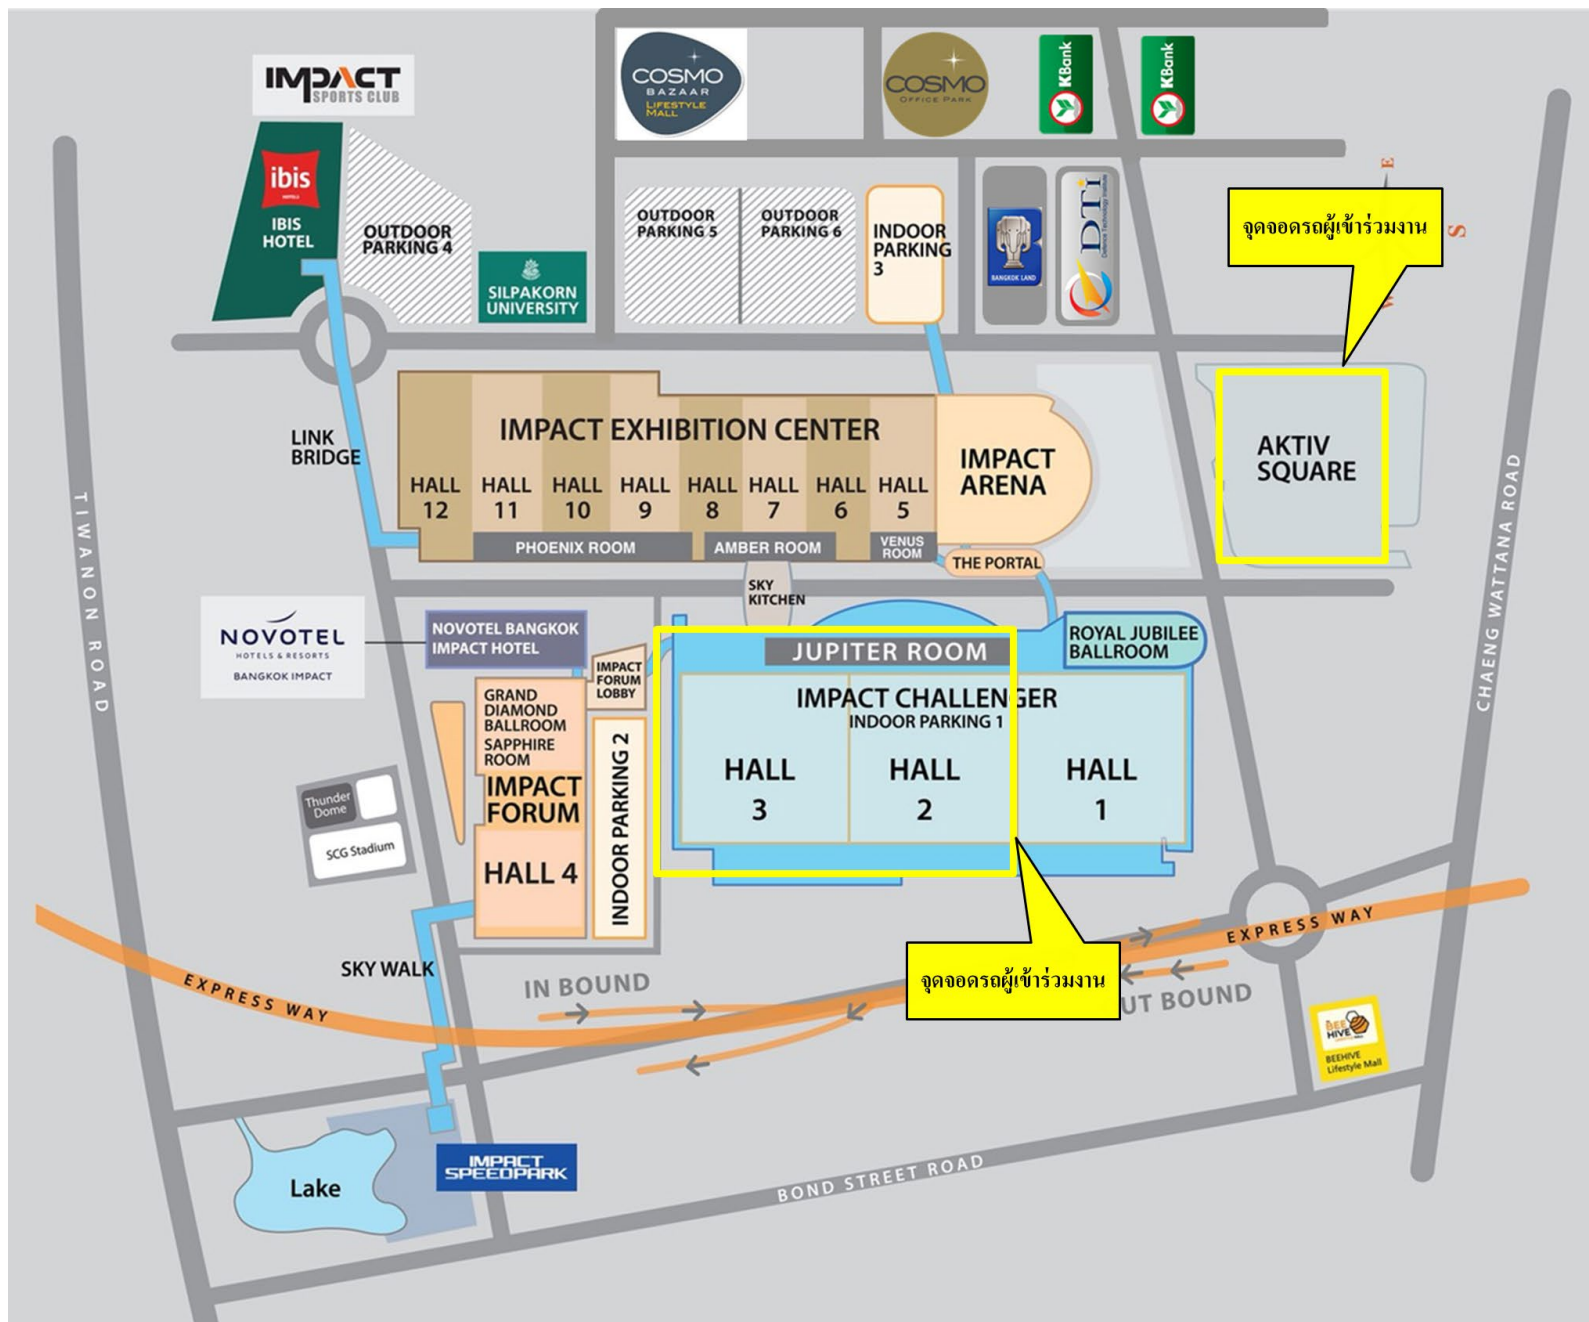 IMPACT
SPORTS CLUB
COSMO
BAZAAR
LIFESTYLE
MALL
COSMO
OFFICE PARK
KBank
KBank
ibis
HOTELS
IBIS
HOTEL
OUTDOOR
PARKING 4
SILPAKORN
UNIVERSITY
OUTDOOR
PARKING 5
OUTDOOR
PARKING 6
INDOOR
PARKING
3
BANGKOK LAND
DTi
Defence Technology Institute
E
S
W
จุดจอดรถผู้เข้าร่วมงาน
LINK
BRIDGE
IMPACT EXHIBITION CENTER
HALL
12
HALL
11
HALL
10
HALL
9
HALL
8
HALL
7
HALL
6
HALL
5
PHOENIX ROOM
AMBER ROOM
VENUS
ROOM
IMPACT
ARENA
THE PORTAL
AKTIV
SQUARE
TIWANON ROAD
CHAENG WATTANA ROAD
SKY
KITCHEN
NOVOTEL
HOTELS & RESORTS
BANGKOK IMPACT
NOVOTEL BANGKOK
IMPACT HOTEL
IMPACT
FORUM
LOBBY
GRAND
DIAMOND
BALLROOM
SAPPHIRE
ROOM
IMPACT
FORUM
HALL 4
INDOOR PARKING 2
JUPITER ROOM
ROYAL JUBILEE
BALLROOM
IMPACT CHALLENGER
INDOOR PARKING 1
HALL
3
HALL
2
HALL
1
Thunder
Dome
SCG Stadium
SKY WALK
EXPRESS WAY
IN BOUND
จุดจอดรถผู้เข้าร่วมงาน
UT BOUND
EXPRESS WAY
BEE
HIVE
BEEHIVE
Lifestyle Mall
Lake
IMPACT
SPEEDPARK
BOND STREET ROAD